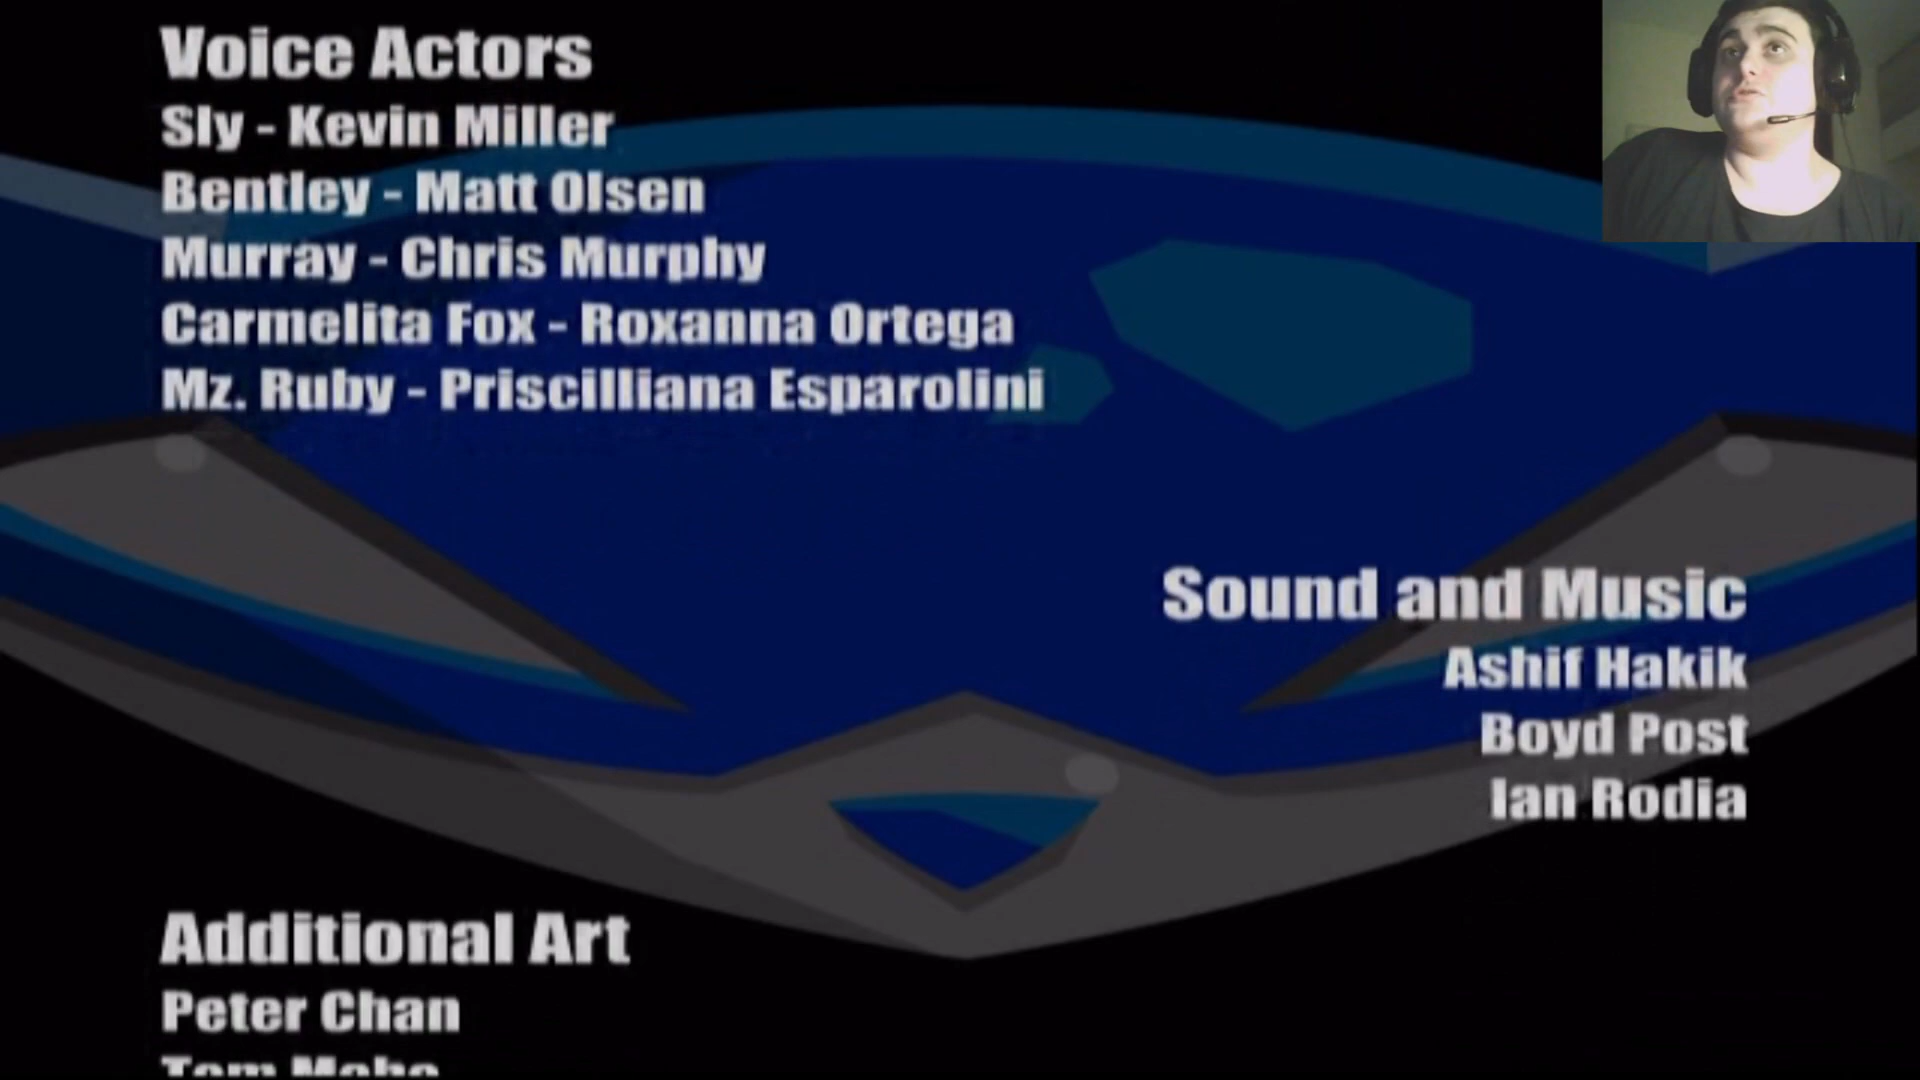 Voice Actors
Sly - Kevin Miller
Bentley - Matt Olsen
Murray - Chris Murphy
Carmelita Fox - Roxanna Ortega
Mz. Ruby - Priscilliana Esparolini
Sound and Music
Ashif Hakik
Boyd Post
Ian Rodia
Additional Art
Peter Chan
Tom